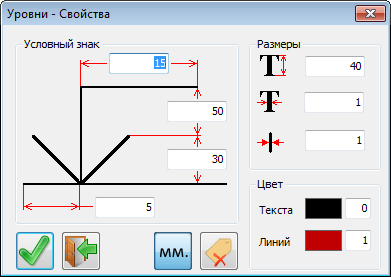 Уровни - Свойства
Условный знак
15
50
30
5
Размеры
T 40
T 1
1
Цвет
Текста 0
Линий 1
мм.